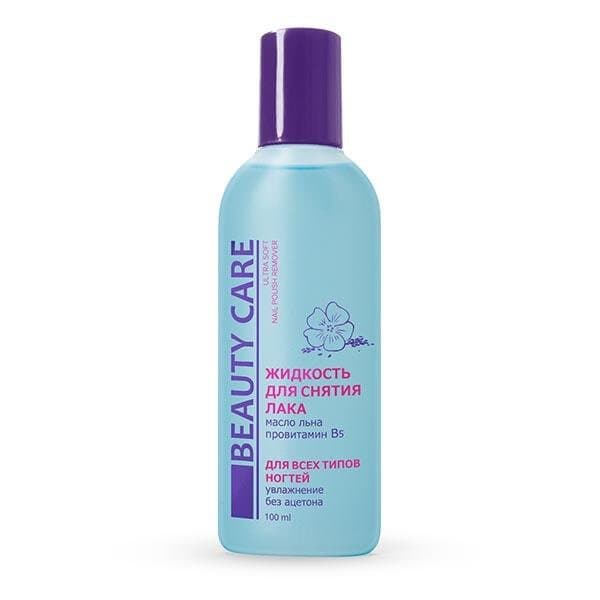 BEAUTY CARE
ULTRA SOFT
NAIL POLISH REMOVER
ЖИДКОСТЬ
ДЛЯ СНЯТИЯ
ЛАКА
масло льна
провитамин B5
ДЛЯ ВСЕХ ТИПОВ
НОГТЕЙ
увлажнение
без ацетона
100 ml